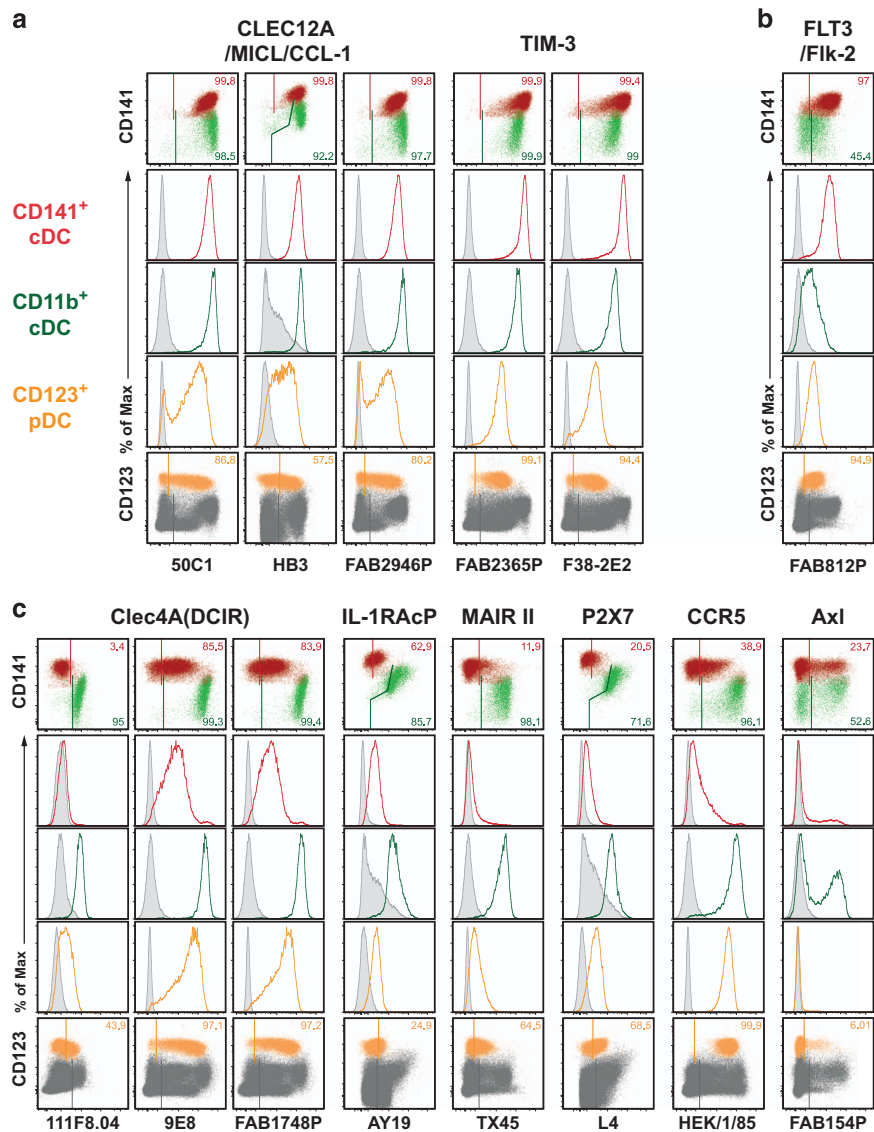 a
CLEC12A
/MICL/CCL-1
TIM-3
b
FLT3
/Flk-2
CD141
99.8
98.5
99.8
92.2
99.8
97.7
99.9
99.9
99.4
99
97
45.4
CD141
CD141+
cDC
CD11b+
cDC
CD123+
pDC
% of Max
% of Max
CD123
86.8
57.5
80.2
99.1
94.4
CD123
94.9
50C1
HB3
FAB2946P
FAB2365P
F38-2E2
FAB812P
c
Clec4A(DCIR)
IL-1RAcP
MAIR II
P2X7
CCR5
Axl
CD141
3.4
95
85.5
99.3
83.9
99.4
62.9
85.7
11.9
98.1
20.5
71.6
38.9
96.1
23.7
52.6
% of Max
CD123
43.9
97.1
97.2
24.9
64.5
68.5
99.9
6.01
111F8.04
9E8
FAB1748P
AY19
TX45
L4
HEK/1/85
FAB154P